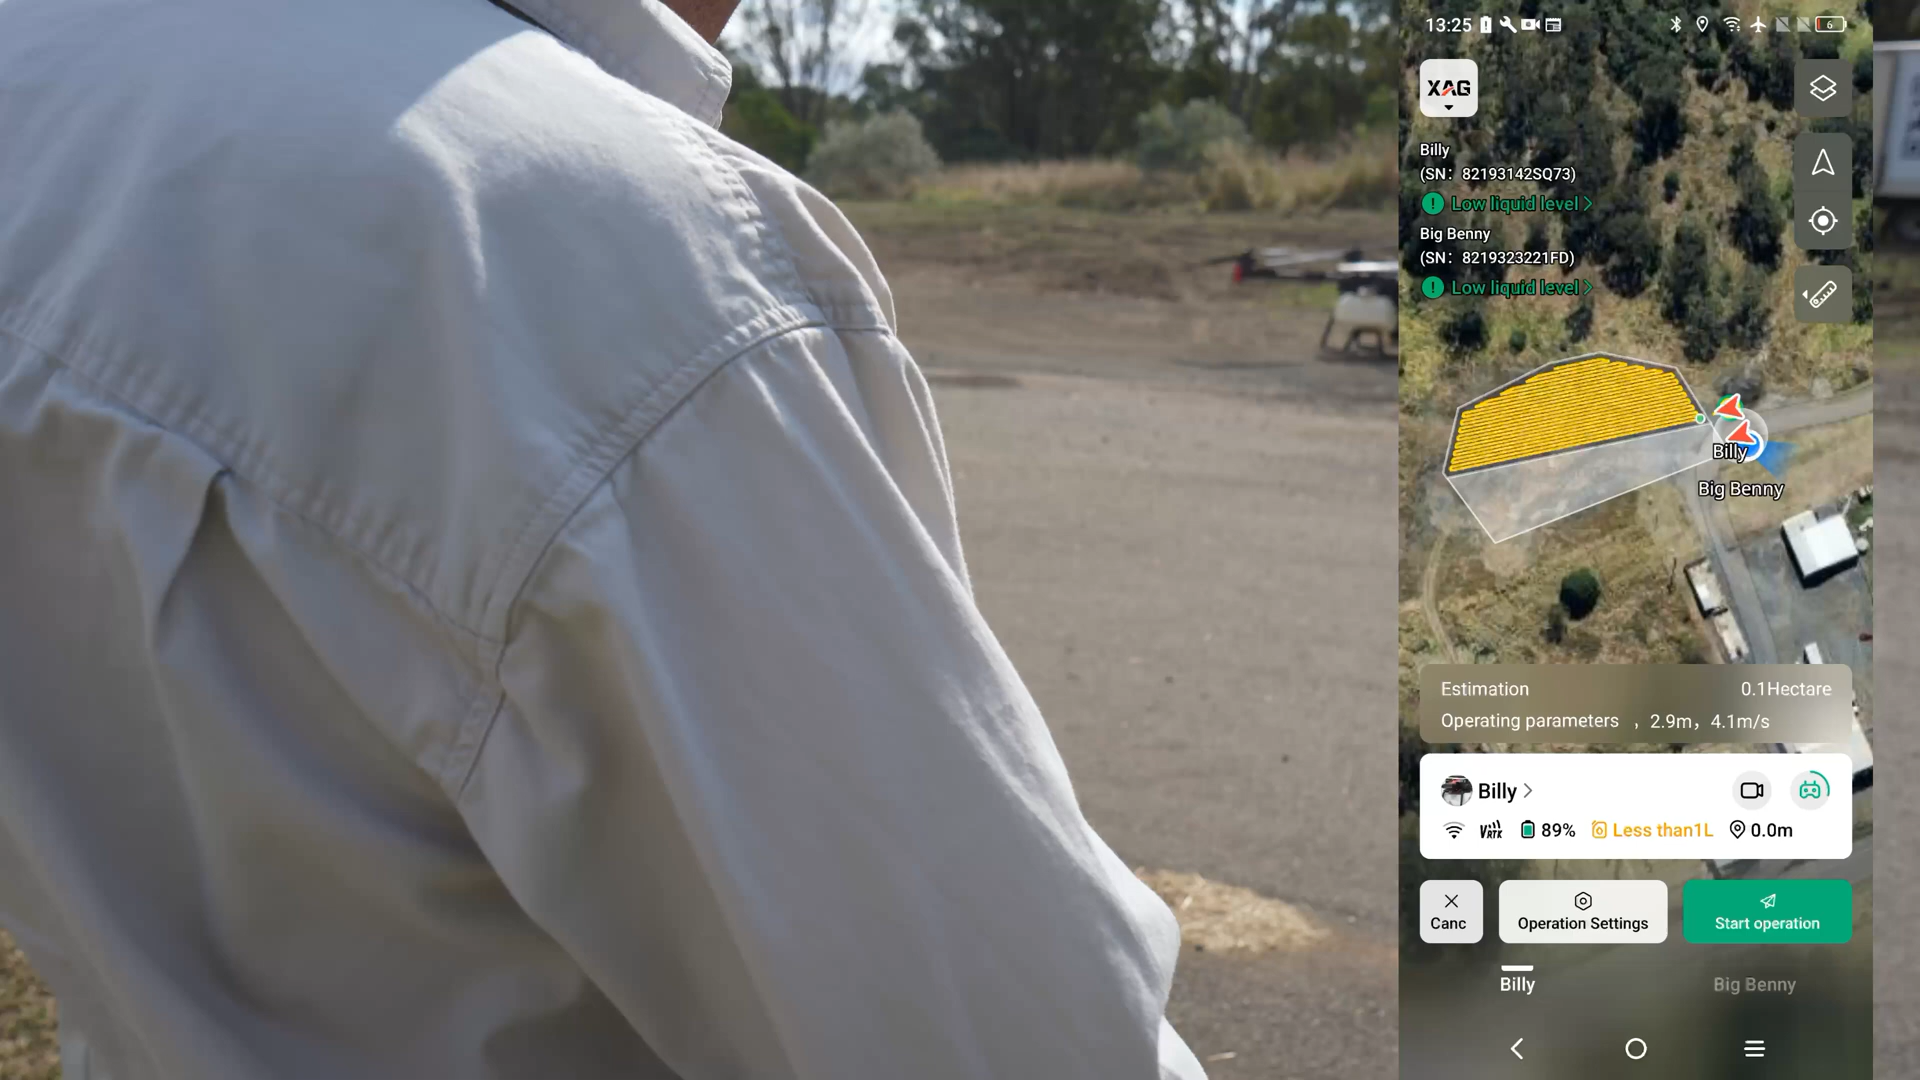 13:25
6
XAG
Billy
(SN: 82193142SQ73)
Low liquid level >
Big Benny
(SN: 8219323221FD)
Low liquid level >
Billy
Big Benny
Estimation 0.1Hectare
Operating parameters , 2.9m, 4.1m/s
Billy >
VRTK 89% Less than1L 0.0m
Canc
Operation Settings
Start operation
Billy
Big Benny